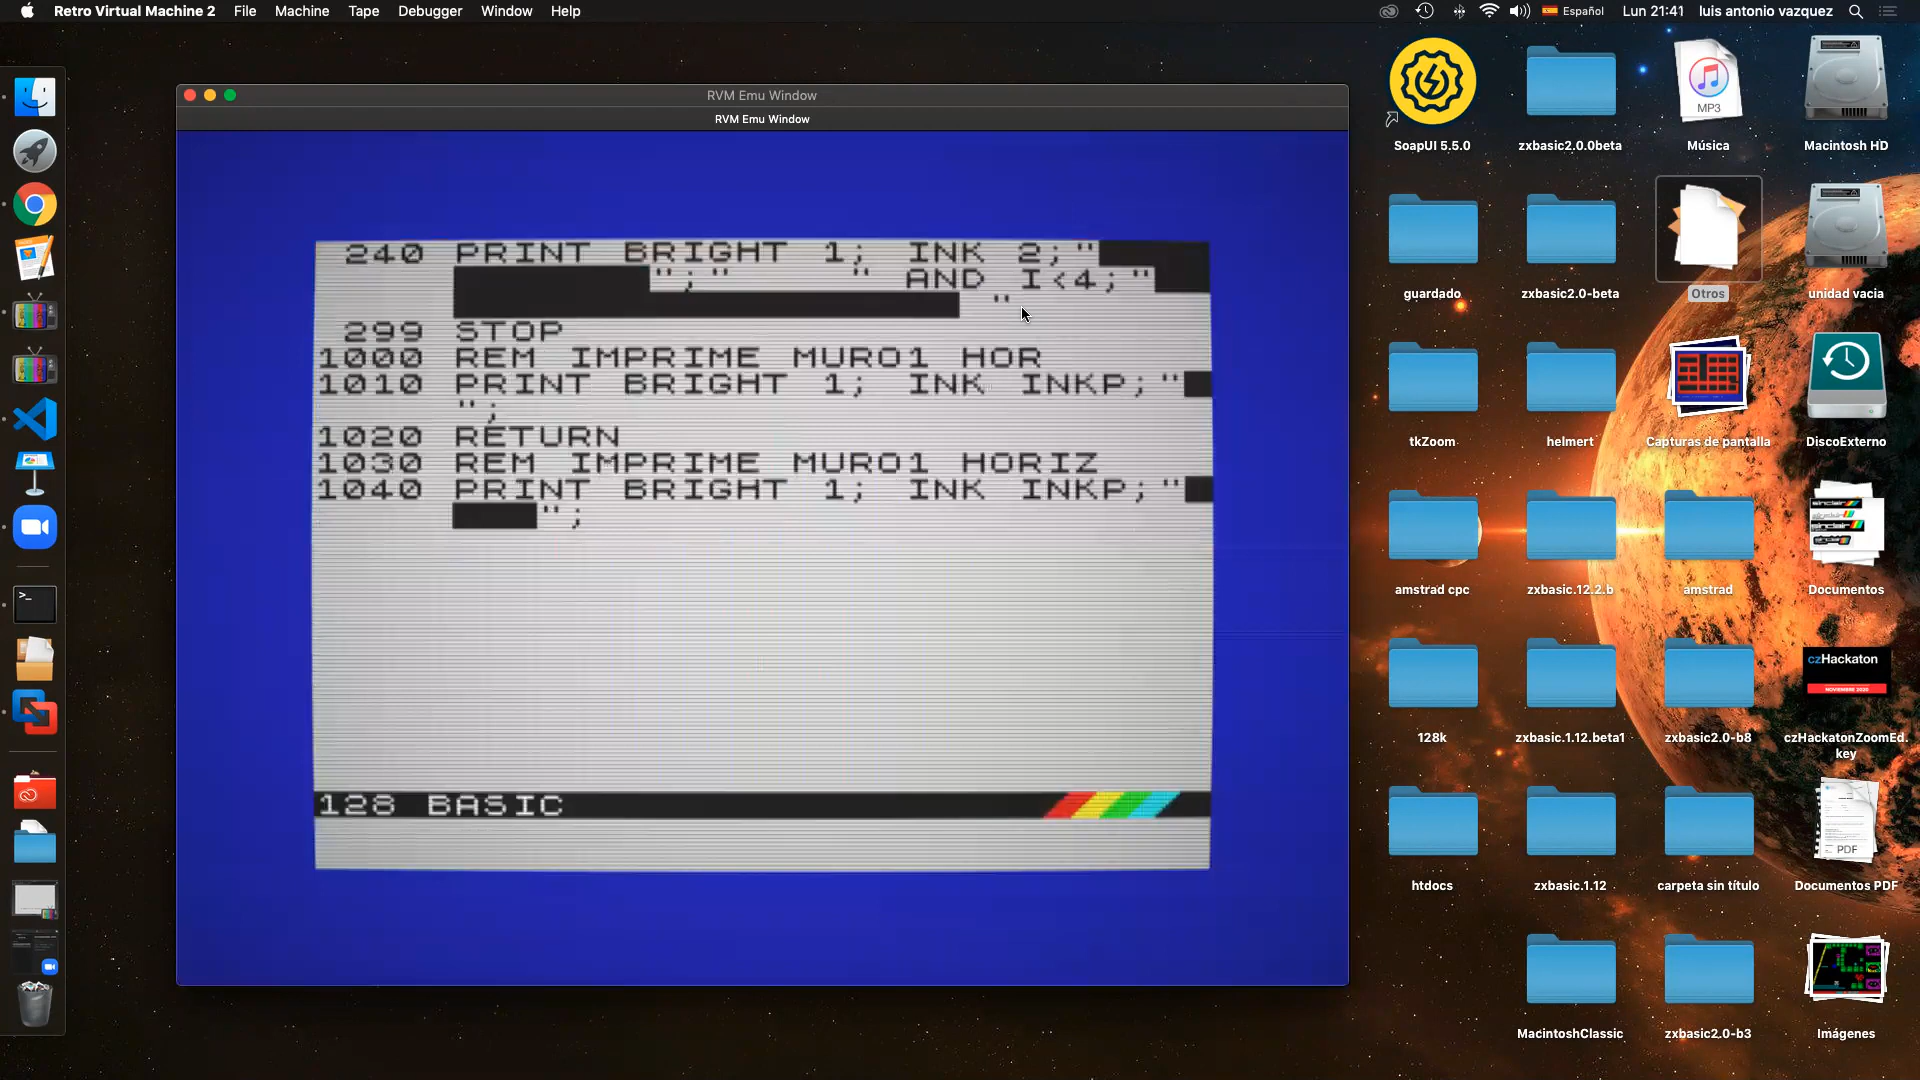 Retro Virtual Machine 2 File Machine Tape Debugger Window Help
Español Lun 21:41 luis antonio vazquez
RVM Emu Window
RVM Emu Window
240 PRINT BRIGHT 1; INK 2;"
";" " AND I<4;"
"
299 STOP
1000 REM IMPRIME MURO1 HOR
1010 PRINT BRIGHT 1; INK INKP;"
";
1020 RETURN
1030 REM IMPRIME MURO1 HORIZ
1040 PRINT BRIGHT 1; INK INKP;"
";
128 BASIC
MP3
SoapUI 5.5.0 zxbasic2.0.0beta Música Macintosh HD
guardado zxbasic2.0-beta Otros unidad vacia
tkZoom helmert Capturas de pantalla DiscoExterno
sinclair
amstrad cpc zxbasic.12.2.b amstrad Documentos
czHackaton
NOVIEMBRE 2020
128k zxbasic.1.12.beta1 zxbasic2.0-b8 czHackatonZoomEd.
key
PDF
htdocs zxbasic.1.12 carpeta sin título Documentos PDF
MacintoshClassic zxbasic2.0-b3 Imágenes